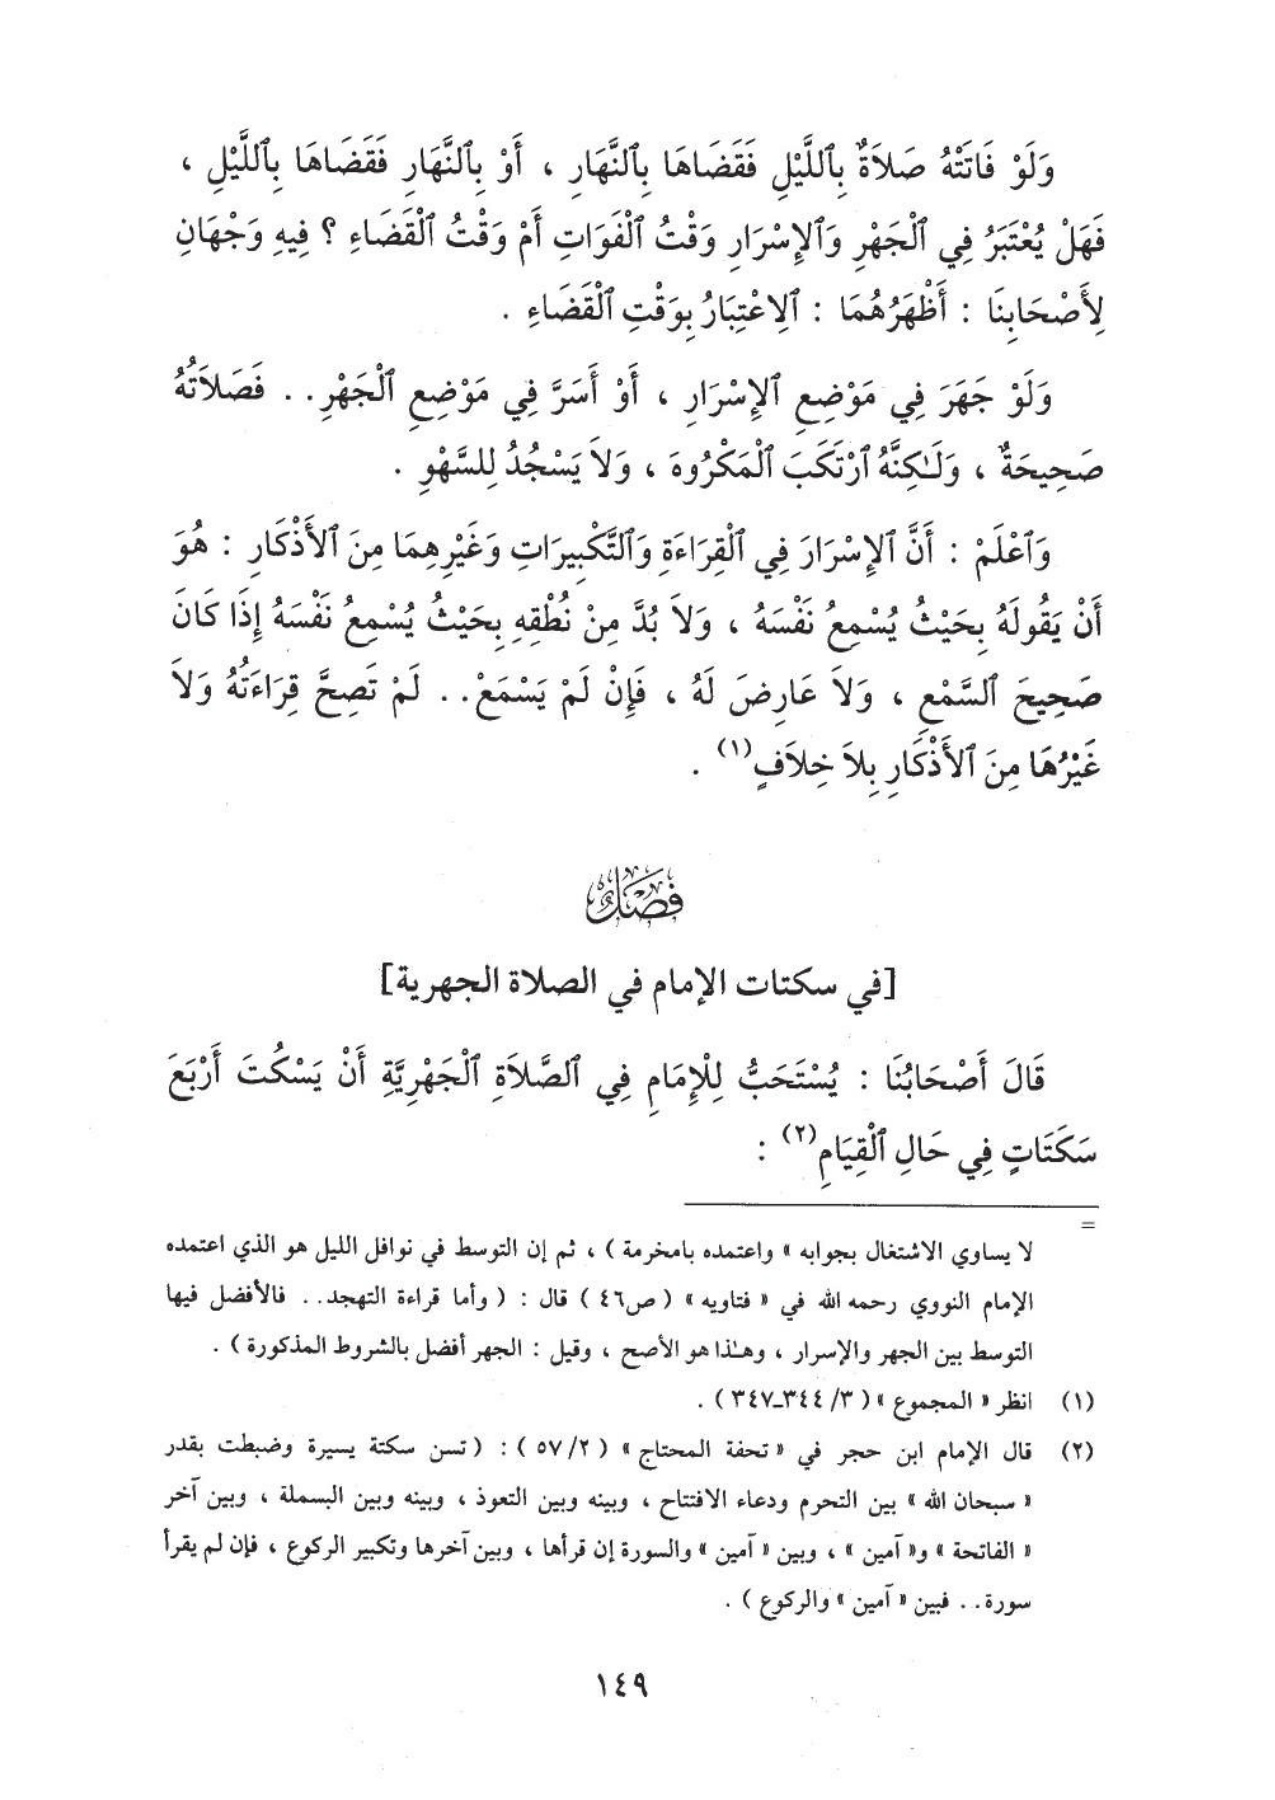 وَلَوْ فَاتَتْهُ صَلاَةٌ بِٱللَّيْلِ فَقَضَاهَا بِٱلنَّهَارِ ، أَوْ بِٱلنَّهَارِ فَقَضَاهَا بِٱللَّيْلِ ،
فَهَلْ يُعْتَبَرُ فِي ٱلْجَهْرِ وَٱلإِسْرَارِ وَقْتُ ٱلْفَوَاتِ أَمْ وَقْتُ ٱلْقَضَاءِ ؟ فِيهِ وَجْهَانِ
لِأَصْحَابِنَا : أَظْهَرُهُمَا : ٱلِاعْتِبَارُ بِوَقْتِ ٱلْقَضَاءِ .
وَلَوْ جَهَرَ فِي مَوْضِعِ ٱلإِسْرَارِ ، أَوْ أَسَرَّ فِي مَوْضِعِ ٱلْجَهْرِ . . فَصَلاَتُهُ
صَحِيحَةٌ ، وَلَـٰكِنَّهُ ٱرْتَكَبَ ٱلْمَكْرُوهَ ، وَلاَ يَسْجُدُ لِلسَّهْوِ .
وَٱعْلَمْ : أَنَّ ٱلإِسْرَارَ فِي ٱلْقِرَاءَةِ وَٱلتَّكْبِيرَاتِ وَغَيْرِهِمَا مِنَ ٱلأَذْكَارِ : هُوَ
أَنْ يَقُولَهُ بِحَيْثُ يُسْمِعُ نَفْسَهُ ، وَلاَ بُدَّ مِنْ نُطْقِهِ بِحَيْثُ يُسْمِعُ نَفْسَهُ إِذَا كَانَ
صَحِيحَ ٱلسَّمْعِ ، وَلاَ عَارِضَ لَهُ ، فَإِنْ لَمْ يَسْمَعْ . . لَمْ تَصِحَّ قِرَاءَتُهُ وَلاَ
غَيْرُهَا مِنَ ٱلأَذْكَارِ بِلاَ خِلاَفٍ(١) .
فَصْلٌ
[في سكتات الإمام في الصلاة الجهرية]
قَالَ أَصْحَابُنَا : يُسْتَحَبُّ لِلْإِمَامِ فِي ٱلصَّلاَةِ ٱلْجَهْرِيَّةِ أَنْ يَسْكُتَ أَرْبَعَ
سَكَتَاتٍ فِي حَالِ ٱلْقِيَامِ(٢) :
=
لا يساوي الاشتغال بجوابه » واعتمده بامخرمة ) ، ثم إن التوسط في نوافل الليل هو الذي اعتمده
الإمام النووي رحمه الله في « فتاويه » ( ص٤٦ ) قال : ( وأما قراءة التهجد . . فالأفضل فيها
التوسط بين الجهر والإسرار ، وهـٰذا هو الأصح ، وقيل : الجهر أفضل بالشروط المذكورة ) .
(١) انظر « المجموع » ( ٣/ ٣٤٤ـ٣٤٧ ) .
(٢) قال الإمام ابن حجر في « تحفة المحتاج » ( ٥٧/٢ ) : ( تسن سكتة يسيرة وضبطت بقدر
« سبحان الله » بين التحرم ودعاء الافتتاح ، وبينه وبين التعوذ ، وبينه وبين البسملة ، وبين آخر
« الفاتحة » و« آمين » ، وبين « آمين » والسورة إن قرأها ، وبين آخرها وتكبير الركوع ، فإن لم يقرأ
سورة . . فبين « آمين » والركوع ) .
١٤٩